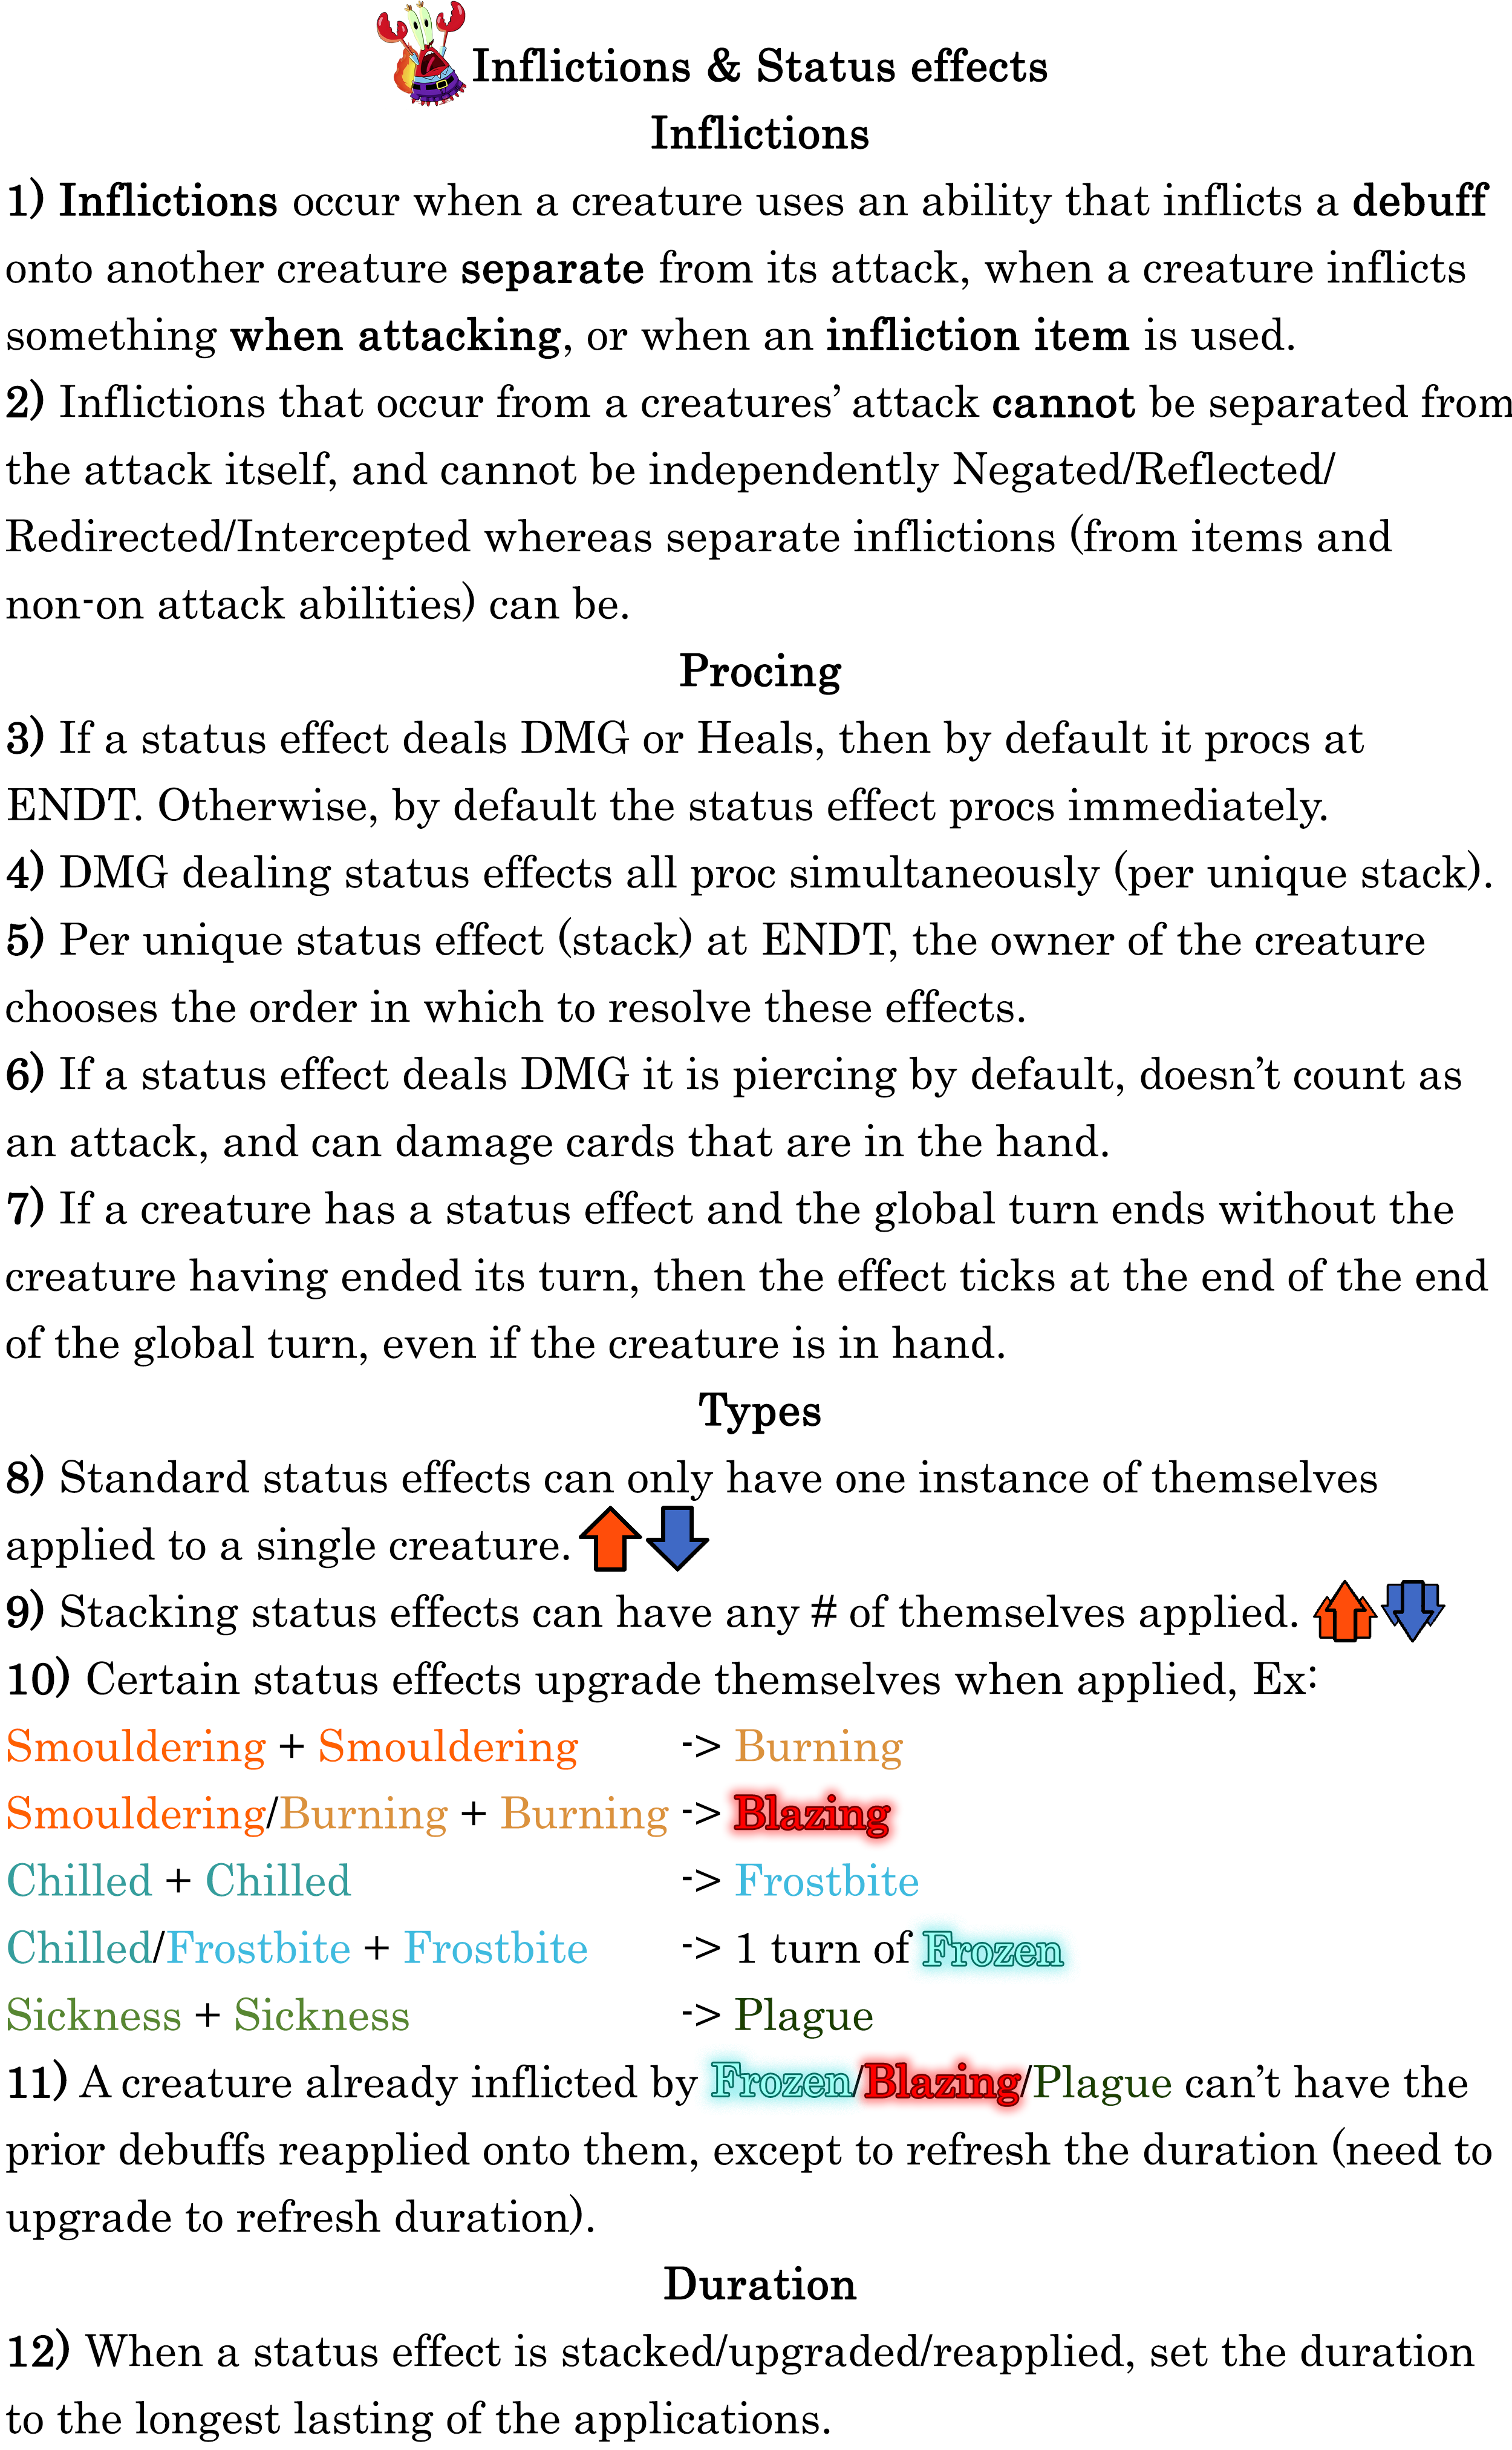 Inflictions & Status effects
Inflictions
1) Inflictions occur when a creature uses an ability that inflicts a debuff
onto another creature separate from its attack, when a creature inflicts
something when attacking, or when an infliction item is used.
2) Inflictions that occur from a creatures’ attack cannot be separated from
the attack itself, and cannot be independently Negated/Reflected/
Redirected/Intercepted whereas separate inflictions (from items and
non-on attack abilities) can be.
Procing
3) If a status effect deals DMG or Heals, then by default it procs at
ENDT. Otherwise, by default the status effect procs immediately.
4) DMG dealing status effects all proc simultaneously (per unique stack).
5) Per unique status effect (stack) at ENDT, the owner of the creature
chooses the order in which to resolve these effects.
6) If a status effect deals DMG it is piercing by default, doesn’t count as
an attack, and can damage cards that are in the hand.
7) If a creature has a status effect and the global turn ends without the
creature having ended its turn, then the effect ticks at the end of the end
of the global turn, even if the creature is in hand.
Types
8) Standard status effects can only have one instance of themselves
applied to a single creature.
9) Stacking status effects can have any # of themselves applied.
10) Certain status effects upgrade themselves when applied, Ex:
Smouldering + Smouldering -> Burning
Smouldering/Burning + Burning -> Blazing
Chilled + Chilled -> Frostbite
Chilled/Frostbite + Frostbite -> 1 turn of Frozen
Sickness + Sickness -> Plague
11) A creature already inflicted by Frozen/Blazing/Plague can’t have the
prior debuffs reapplied onto them, except to refresh the duration (need to
upgrade to refresh duration).
Duration
12) When a status effect is stacked/upgraded/reapplied, set the duration
to the longest lasting of the applications.